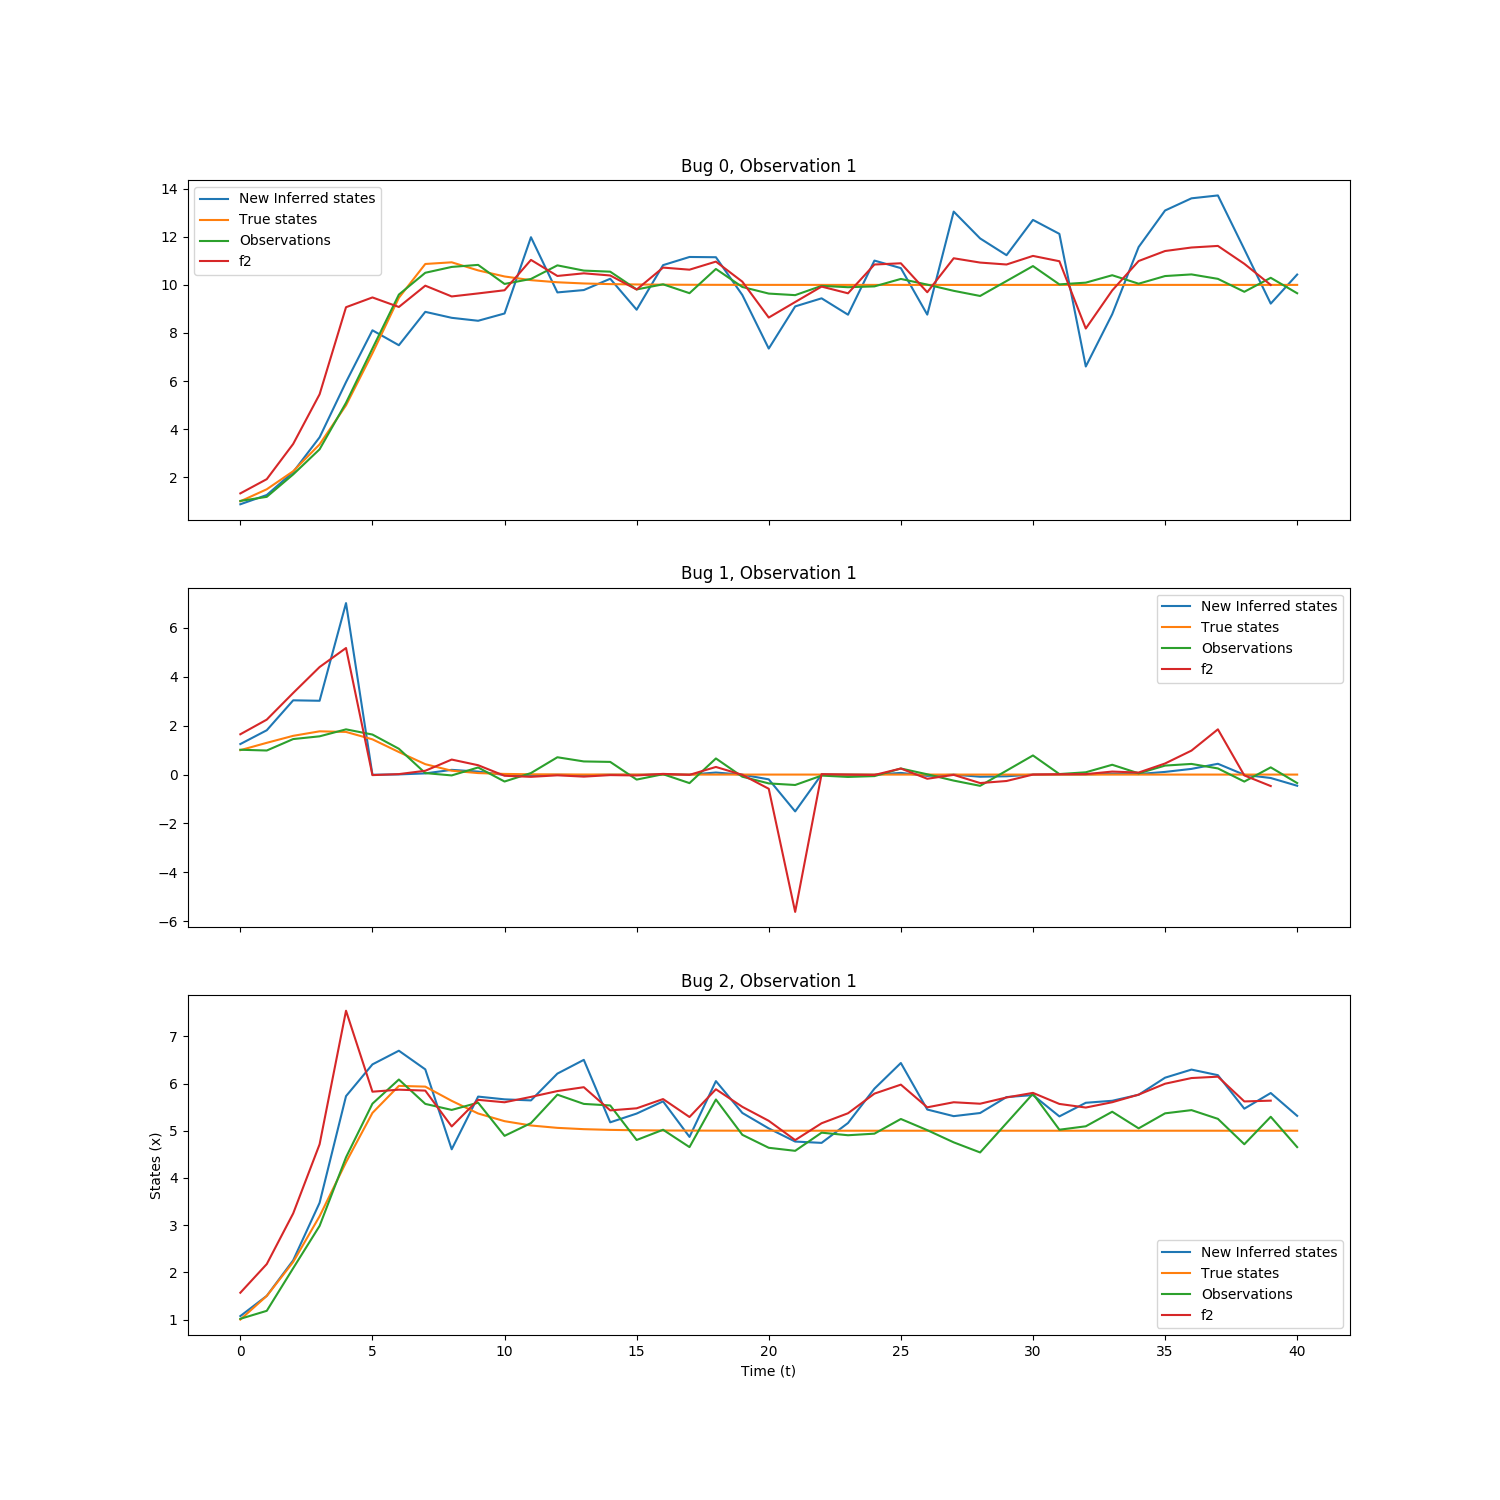 Bug 0, Observation 1
14
12
10
8
6
4
2
New Inferred states
True states
Observations
f2
Bug 1, Observation 1
6
4
2
0
−2
−4
−6
New Inferred states
True states
Observations
f2
Bug 2, Observation 1
States (x)
7
6
5
4
3
2
1
New Inferred states
True states
Observations
f2
0 5 10 15 20 25 30 35 40
Time (t)